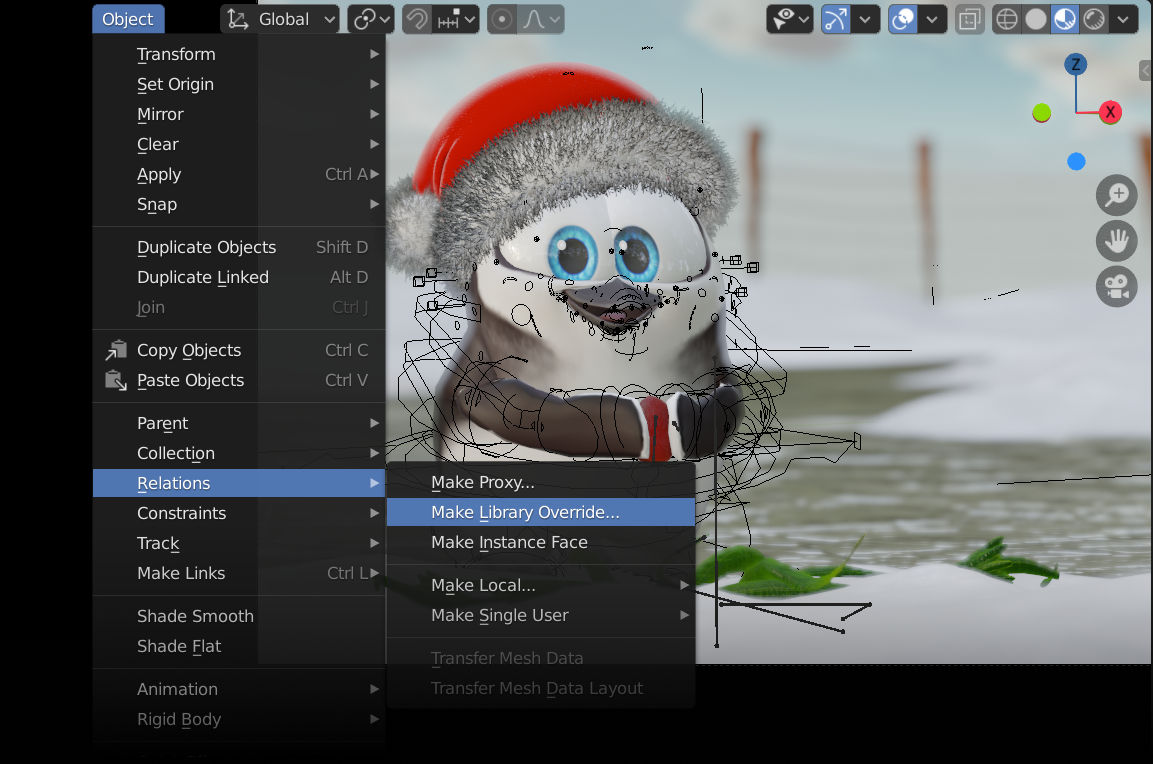 Object
Global
Transform
Set Origin
Mirror
Clear
Apply Ctrl A
Snap
Duplicate Objects Shift D
Duplicate Linked Alt D
Join Ctrl J
Copy Objects Ctrl C
Paste Objects Ctrl V
Parent
Collection
Relations
Constraints
Track
Make Links Ctrl L
Shade Smooth
Shade Flat
Animation
Rigid Body
Make Proxy...
Make Library Override...
Make Instance Face
Make Local...
Make Single User
Transfer Mesh Data
Transfer Mesh Data Layout
Z
X